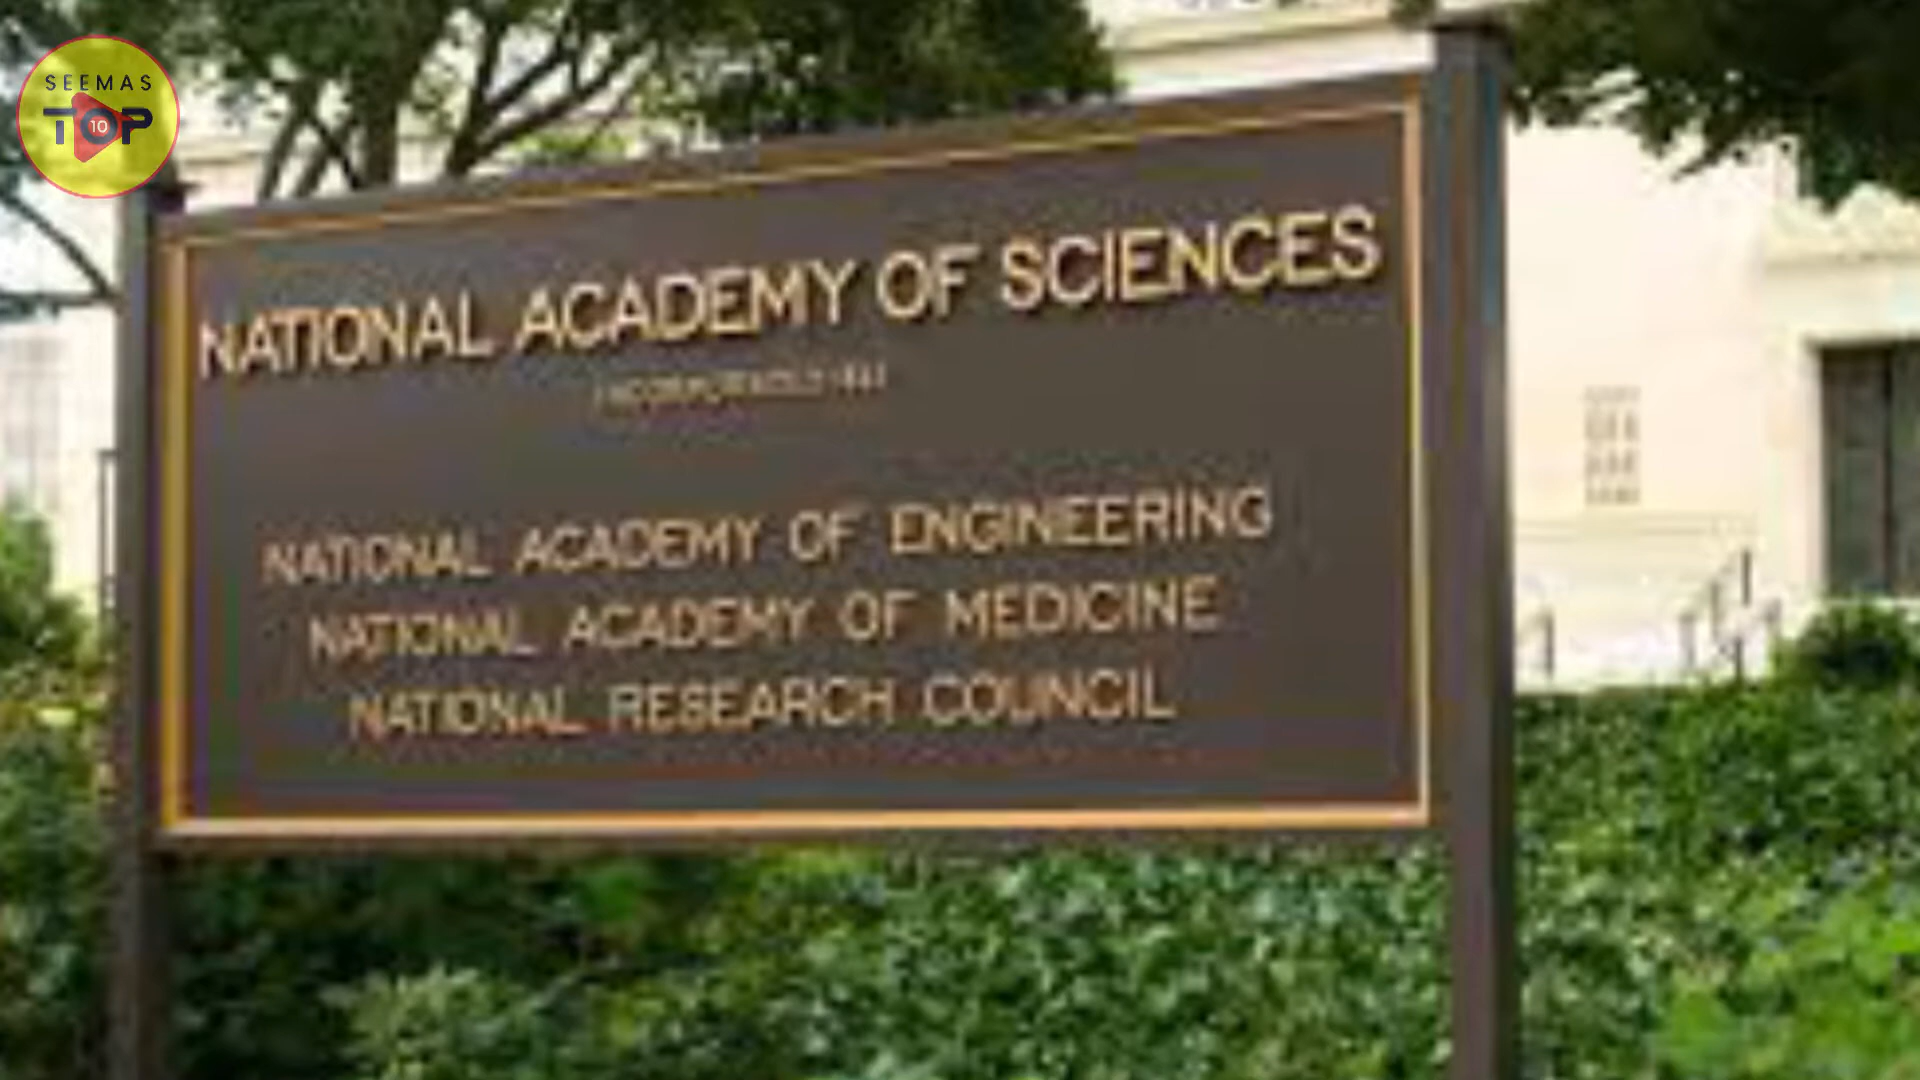 SEEMAS
TOP
10
NATIONAL ACADEMY OF SCIENCES
NATIONAL ACADEMY OF ENGINEERING
NATIONAL ACADEMY OF MEDICINE
NATIONAL RESEARCH COUNCIL